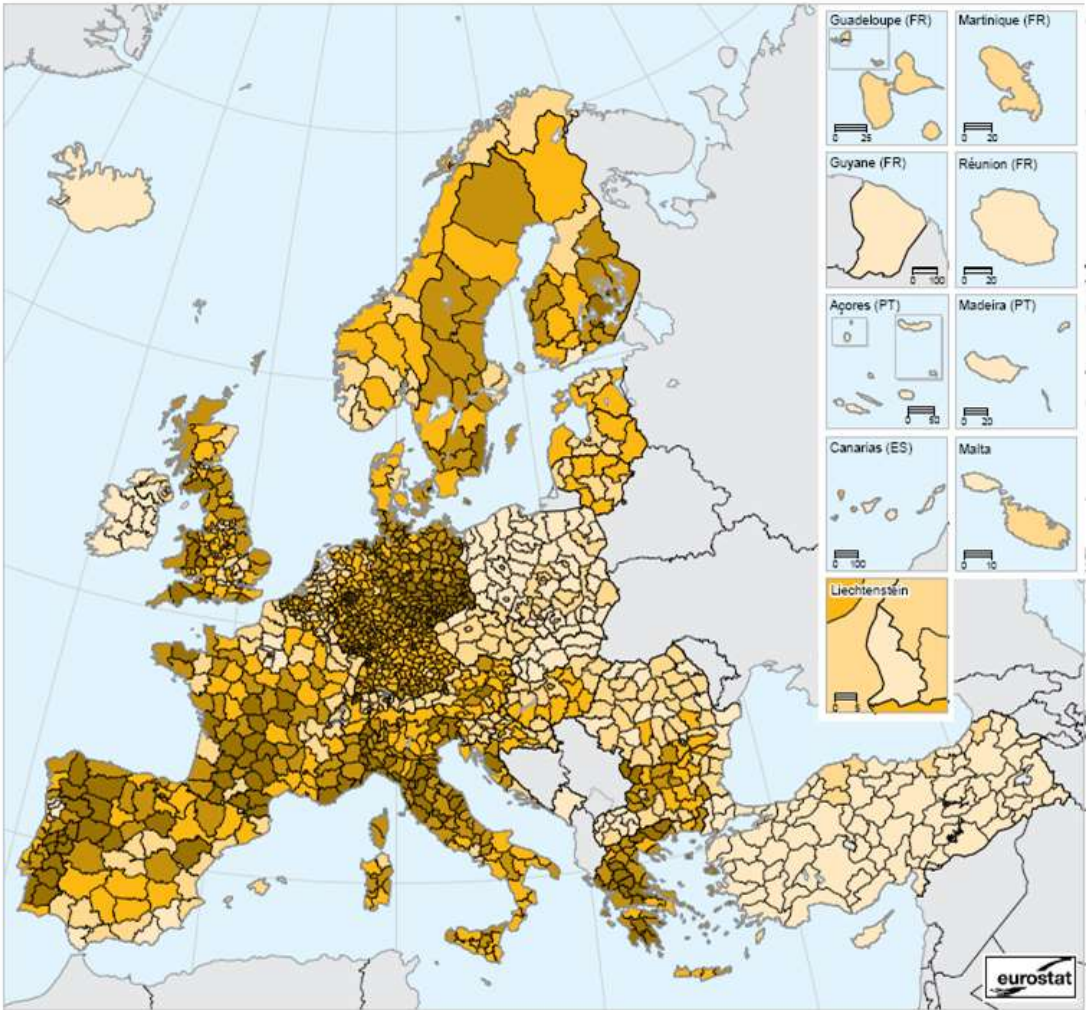 Guadeloupe (FR)
0 25
Martinique (FR)
0 20
Guyane (FR)
0 100
Réunion (FR)
0 20
Açores (PT)
0 50
Madeira (PT)
0 20
Canarias (ES)
0 100
Malta
0 10
Liechtenstein
0
eurostat